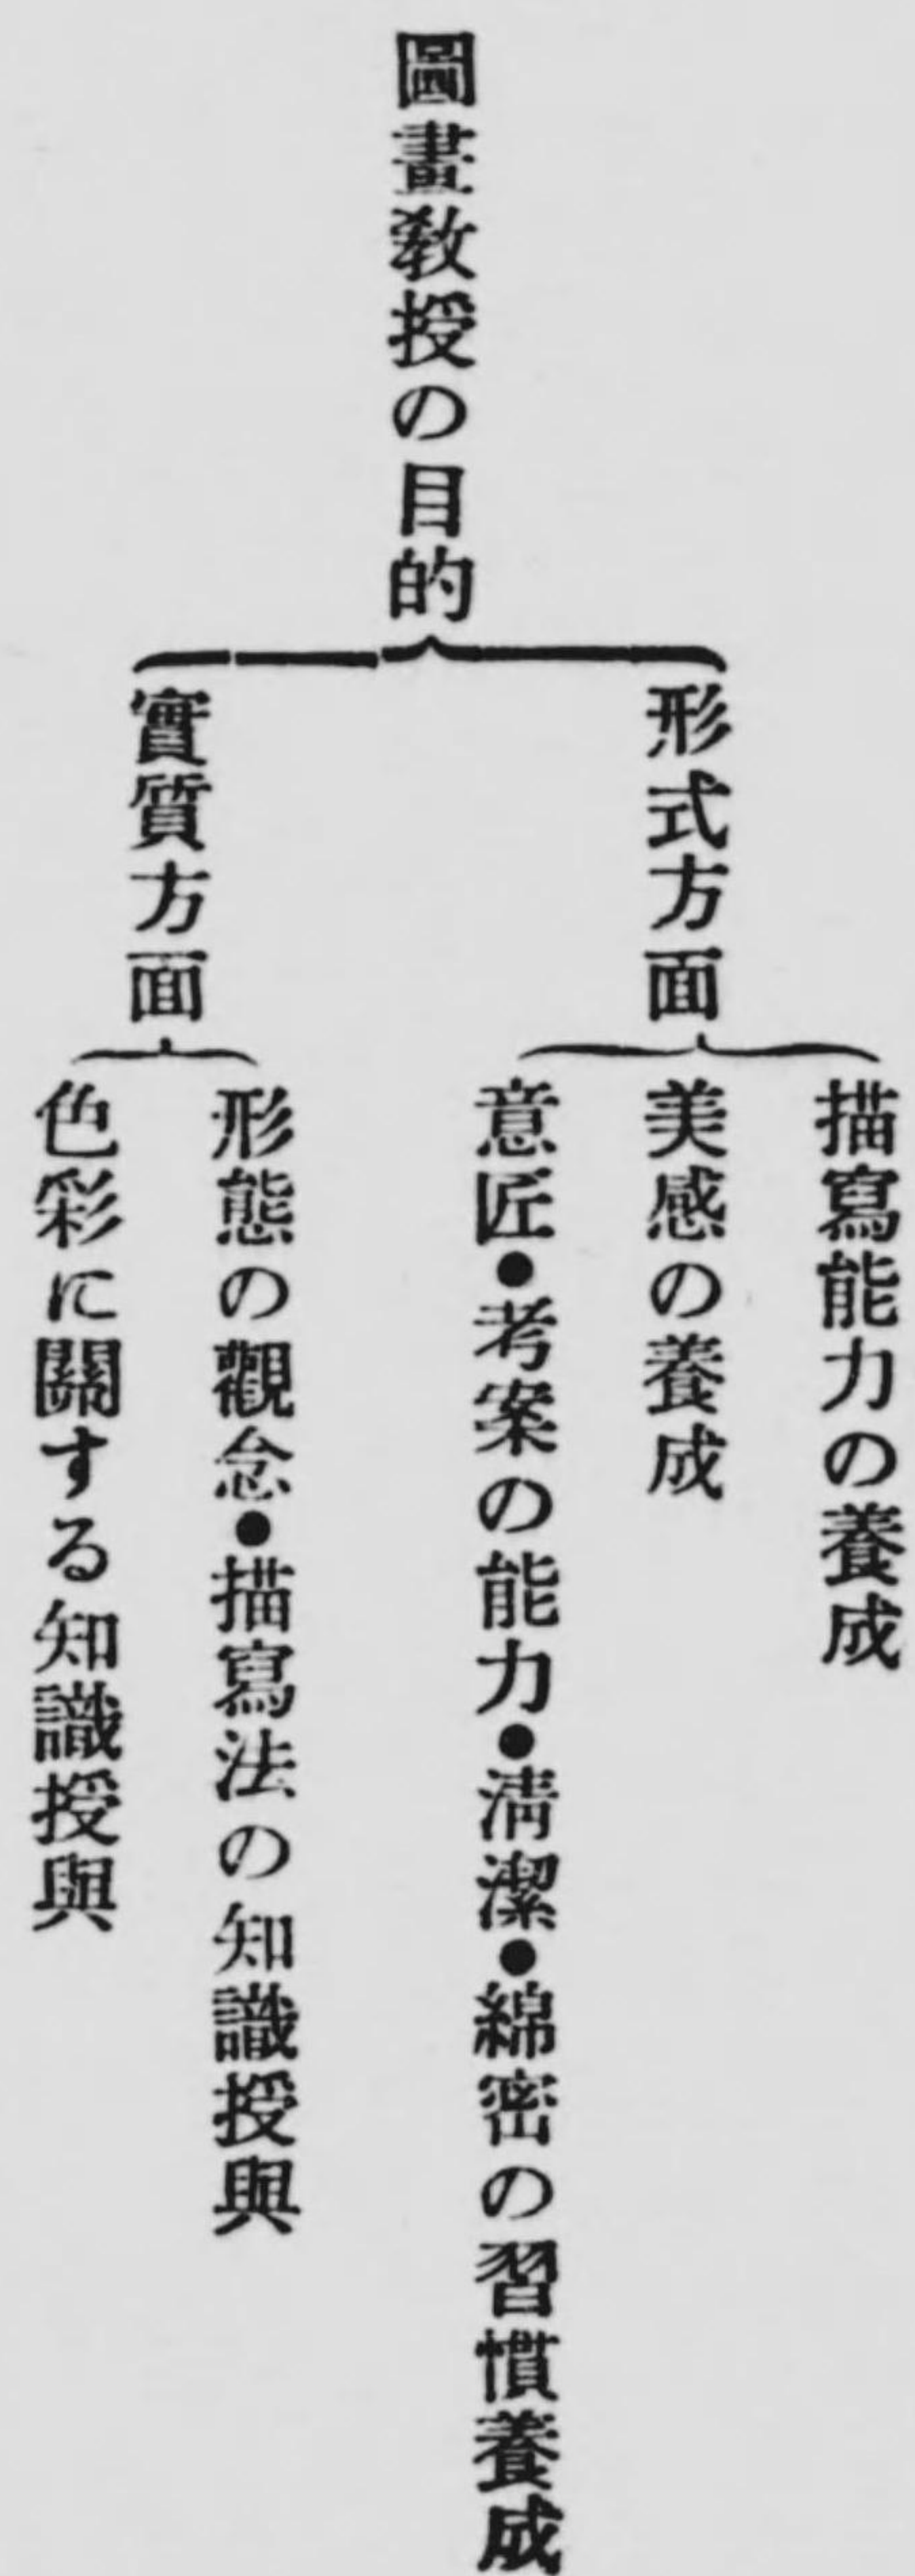 圖畫敎授の目的
形式方面
描寫能力の養成
美感の養成
意匠●考案の能力●淸潔●綿密の習慣養成
實質方面
形態の觀念●描寫法の知識授與
色彩に關する知識授與